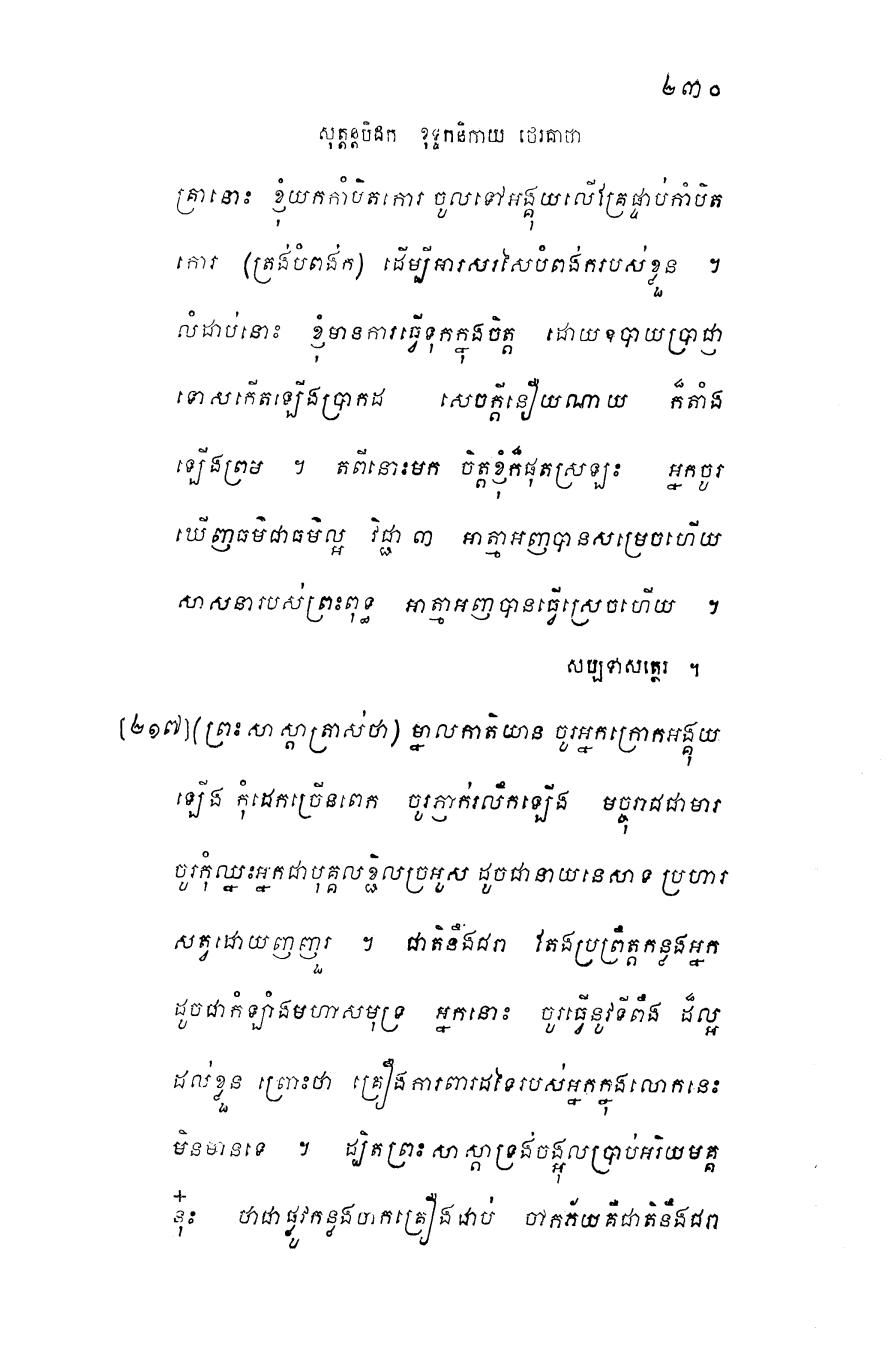 ២៣០
សុត្តន្តបិដក ខុទ្ទកនិកាយ ថេរគាថា
គ្រានោះ ខ្ញុំយកកាំបិតកោរ ចូលទៅអង្គុយលើគ្រែផ្ទាប់កាំបិត
កោរ (ត្រង់បំពង់ក) ដើម្បីអារសរសៃបំពង់ករបស់ខ្លួន ។
លំដាប់នោះ ខ្ញុំមានការធ្វើទុកក្នុងចិត្ត ដោយឧបាយប្រាជ្ញា
ទោសកើតឡើងប្រាកដ សេចក្តីនឿយណាយ ក៏តាំង
ឡើងព្រម ។ តពីនោះមក ចិត្តខ្ញុំក៏ផុតស្រឡះ អ្នកចូរ
ឃើញធម៌ជាធម៌ល្អ វិជ្ជា ៣ អាត្មាអញបានសម្រេចហើយ
សាសនារបស់ព្រះពុទ្ធ អាត្មាអញបានធ្វើស្រេចហើយ ។
សប្បទាសត្ថេរ ។
[២១៧] (ព្រះសាស្តាត្រាស់ថា) ម្នាលកាតិយាន ចូរអ្នកក្រោកអង្គុយ
ឡើង កុំដេកច្រើនពេក ចូរភ្ញាក់រលឹកឡើង មច្ចុរាជជាមារ
ចូរកុំឈ្នះអ្នកជាបុគ្គលខ្ជិលច្រអូស ដូចជានាយនេសាទ ប្រហារ
សត្វដោយញញួរ ។ ជាតិនឹងជរា តែងប្រព្រឹត្តកន្លងអ្នក
ដូចជាកំឡាំងមហាសមុទ្រ អ្នកនោះ ចូរធ្វើនូវទីពឹង ដ៏ល្អ
ដល់ខ្លួន ព្រោះថា គ្រឿងការពារដទៃរបស់អ្នកក្នុងលោកនេះ
មិនមានទេ ។ ដ្បិតព្រះសាស្តាទ្រង់ចង្អុលប្រាប់អរិយមគ្គ
នុ៎ះ ថាជាផ្លូវកន្លងចាកគ្រឿងជាប់ ចាកភ័យគឺជាតិនឹងជរា